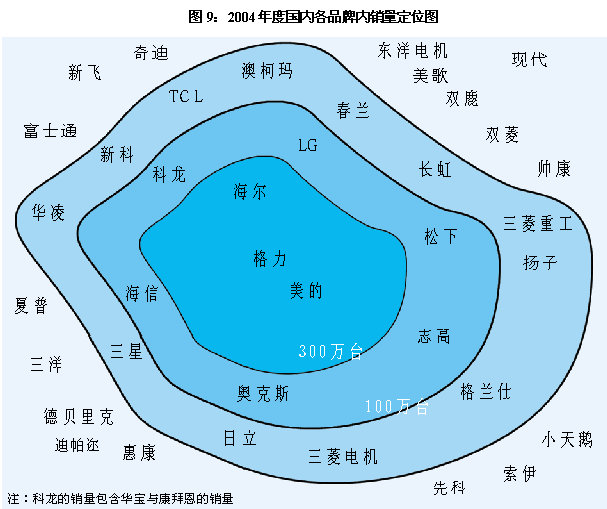 图 9：2004 年度国内各品牌内销量定位图
奇迪
东洋电机
现代
新飞
澳柯玛
美歌
TCL
春兰
双鹿
富士通
双菱
新科
LG
长虹
帅康
科龙
海尔
华凌
三菱重工
松下
格力
扬子
海信
美的
夏普
三星
300万台
志高
三洋
奥克斯
100万台
格兰仕
德贝里克
日立
小天鹅
迪帕逛
惠康
三菱电机
索伊
先科
注：科龙的销量包含华宝与康拜恩的销量